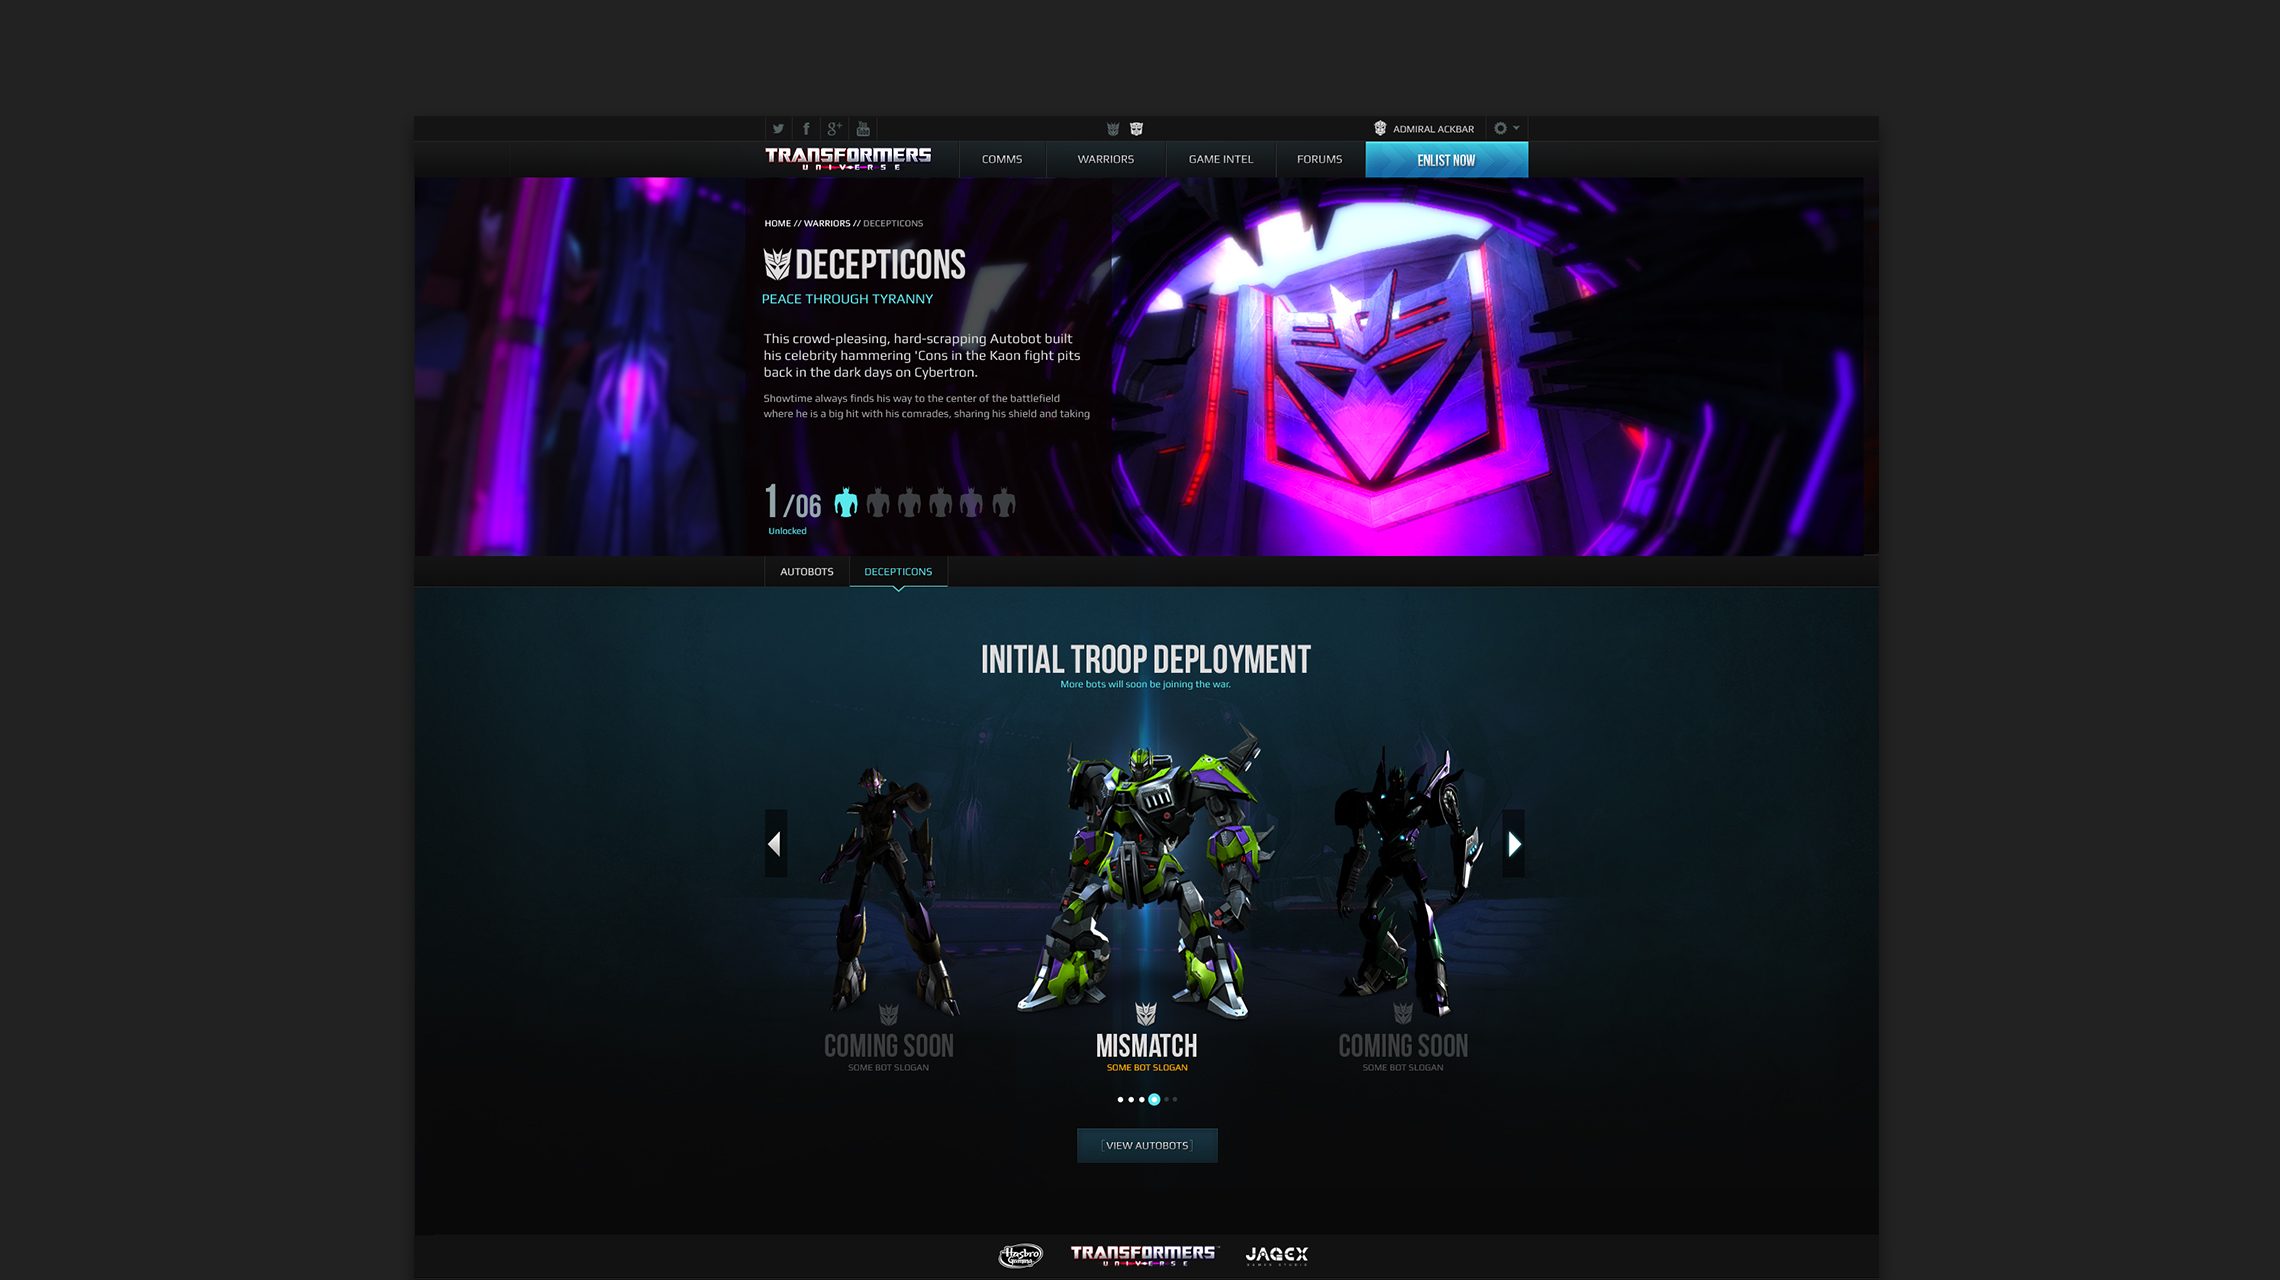 f
g+
You
ADMIRAL ACKBAR
TRANSFORMERS
UNIVERSE
COMMS
WARRIORS
GAME INTEL
FORUMS
ENLIST NOW
HOME // WARRIORS // DECEPTICONS
DECEPTICONS
PEACE THROUGH TYRANNY
This crowd-pleasing, hard-scrapping Autobot built
his celebrity hammering 'Cons in the Kaon fight pits
back in the dark days on Cybertron.
Showtime always finds his way to the center of the battlefield
where he is a big hit with his comrades, sharing his shield and taking
1/06
Unlocked
AUTOBOTS
DECEPTICONS
INITIAL TROOP DEPLOYMENT
More bots will soon be joining the war.
COMING SOON
SOME BOT SLOGAN
MISMATCH
SOME BOT SLOGAN
COMING SOON
SOME BOT SLOGAN
[VIEW AUTOBOTS]
Hasbro
Gaming
TRANSFORMERS
UNIVERSE
JAGEX
GAMES STUDIO